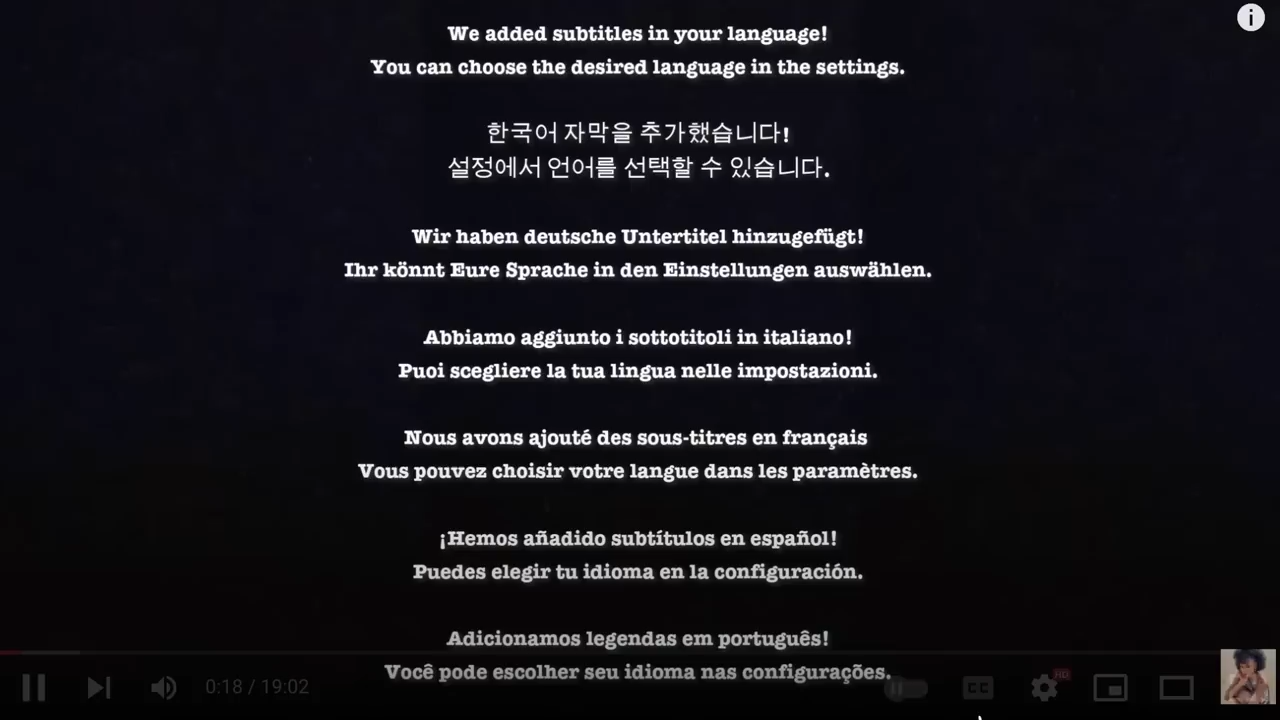 We added subtitles in your language!
You can choose the desired language in the settings.
한국어 자막을 추가했습니다!
설정에서 언어를 선택할 수 있습니다.
Wir haben deutsche Untertitel hinzugefügt!
Ihr könnt Eure Sprache in den Einstellungen auswählen.
Abbiamo aggiunto i sottotitoli in italiano!
Puoi scegliere la tua lingua nelle impostazioni.
Nous avons ajouté des sous-titres en français
Vous pouvez choisir votre langue dans les paramètres.
¡Hemos añadido subtítulos en español!
Puedes elegir tu idioma en la configuración.
Adicionamos legendas em português!
Você pode escolher seu idioma nas configurações.
0:18 / 19:02
CC
HD
i